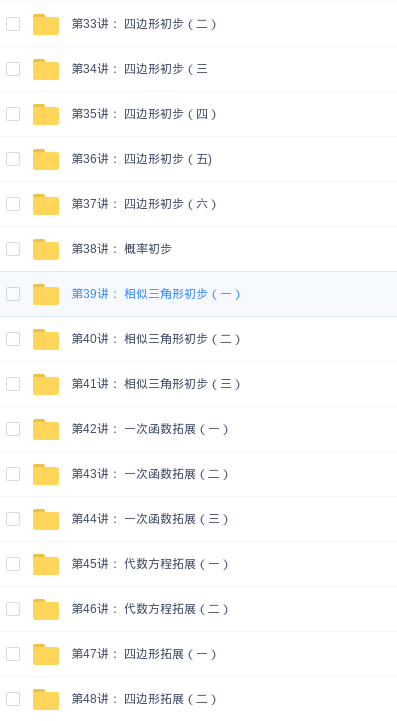 第33讲： 四边形初步（二）
第34讲： 四边形初步（三
第35讲： 四边形初步（四）
第36讲： 四边形初步（五)
第37讲： 四边形初步（六）
第38讲： 概率初步
第39讲： 相似三角形初步（一）
第40讲： 相似三角形初步（二）
第41讲： 相似三角形初步（三）
第42讲： 一次函数拓展（一）
第43讲： 一次函数拓展（二）
第44讲： 一次函数拓展（三）
第45讲： 代数方程拓展（一）
第46讲： 代数方程拓展（二）
第47讲： 四边形拓展（一）
第48讲： 四边形拓展（二）